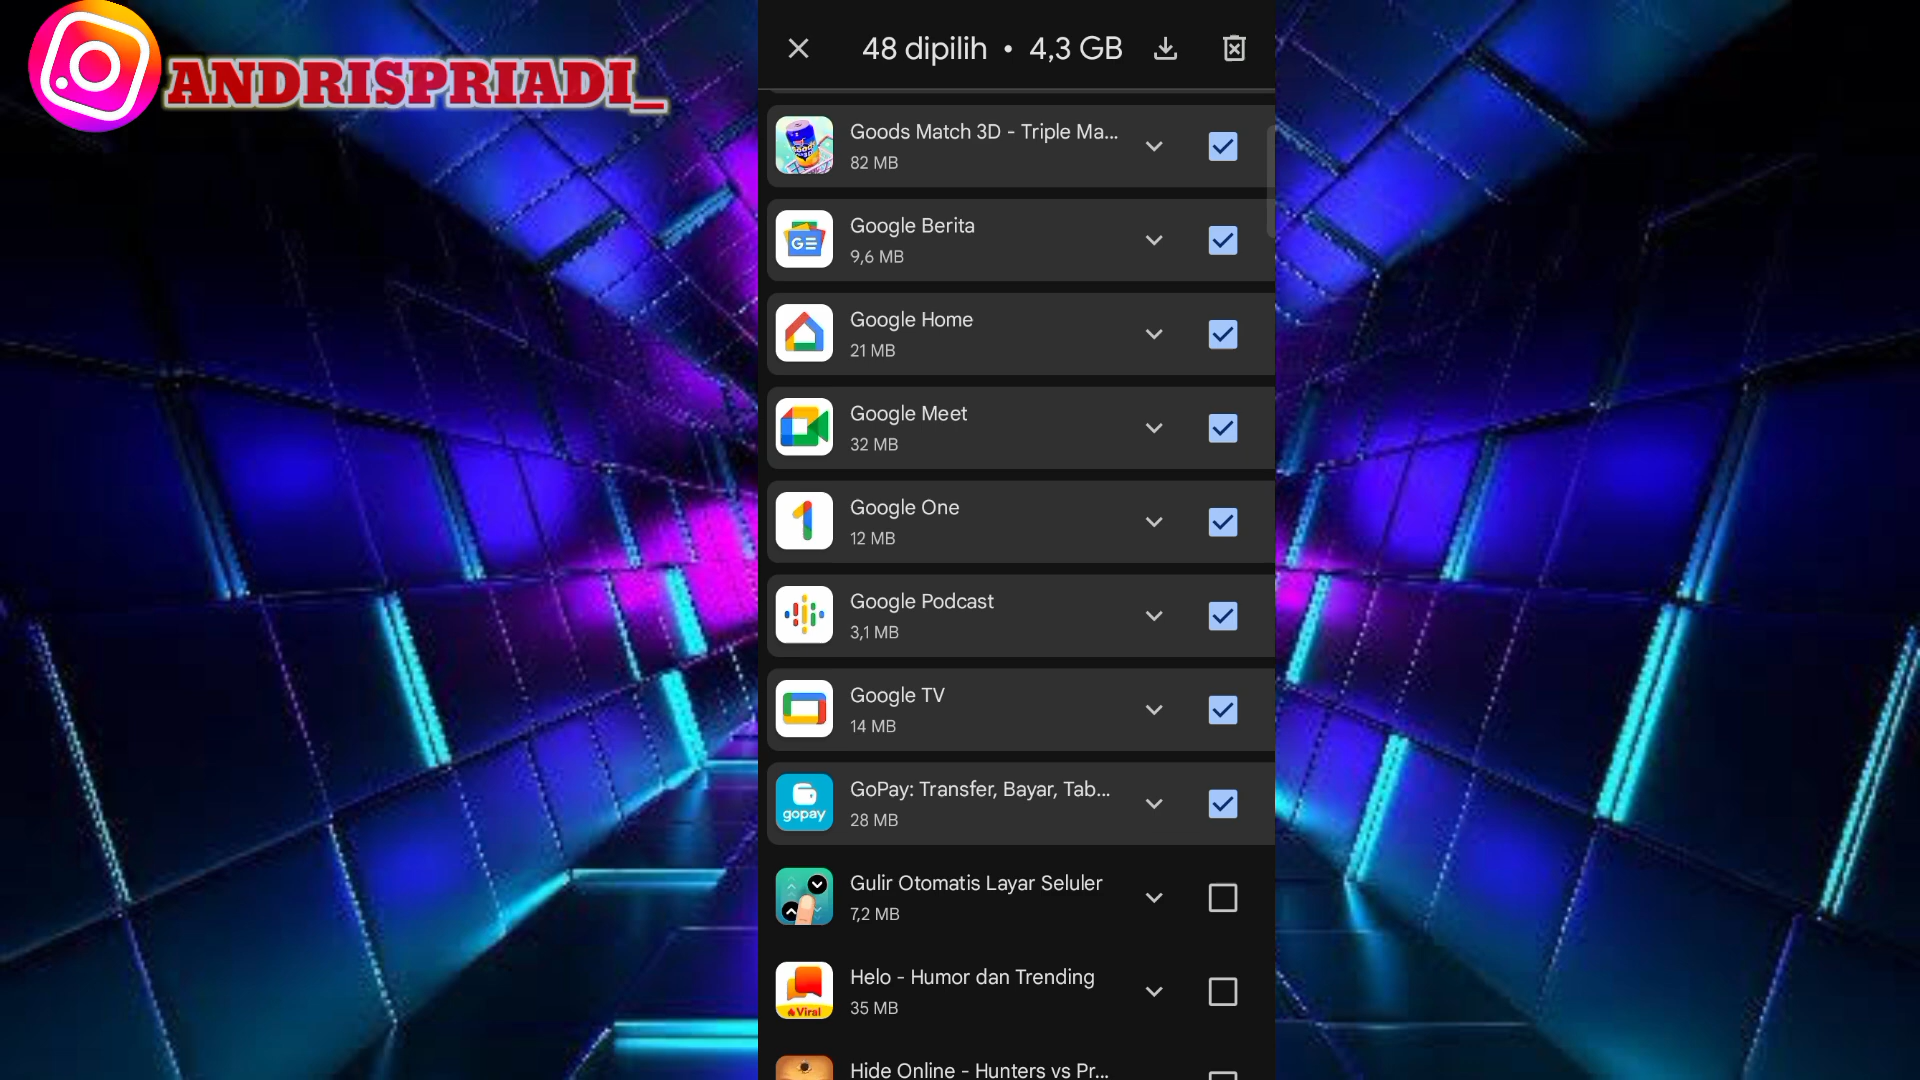 ANDRISPRIADI_
48 dipilih • 4,3 GB
Goods Match 3D - Triple Ma...
82 MB
Google Berita
9,6 MB
Google Home
21 MB
Google Meet
32 MB
Google One
12 MB
Google Podcast
3,1 MB
Google TV
14 MB
GoPay: Transfer, Bayar, Tab...
28 MB
gopay
Gulir Otomatis Layar Seluler
7,2 MB
Helo - Humor dan Trending
35 MB
Viral
Hide Online - Hunters vs Pr...